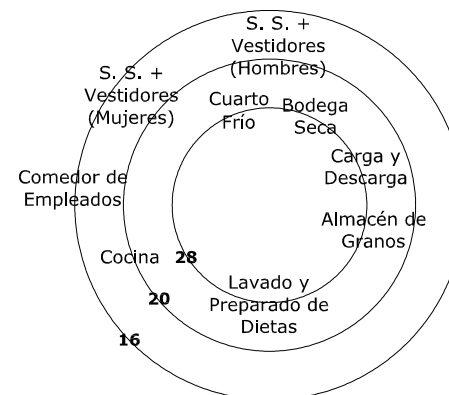 S. S. +
Vestidores
(Hombres)
S. S. +
Vestidores
(Mujeres)
Cuarto
Frío
Bodega
Seca
Carga y
Descarga
Comedor de
Empleados
Almacén de
Granos
Cocina 28
Lavado y
Preparado de
Dietas
20
16